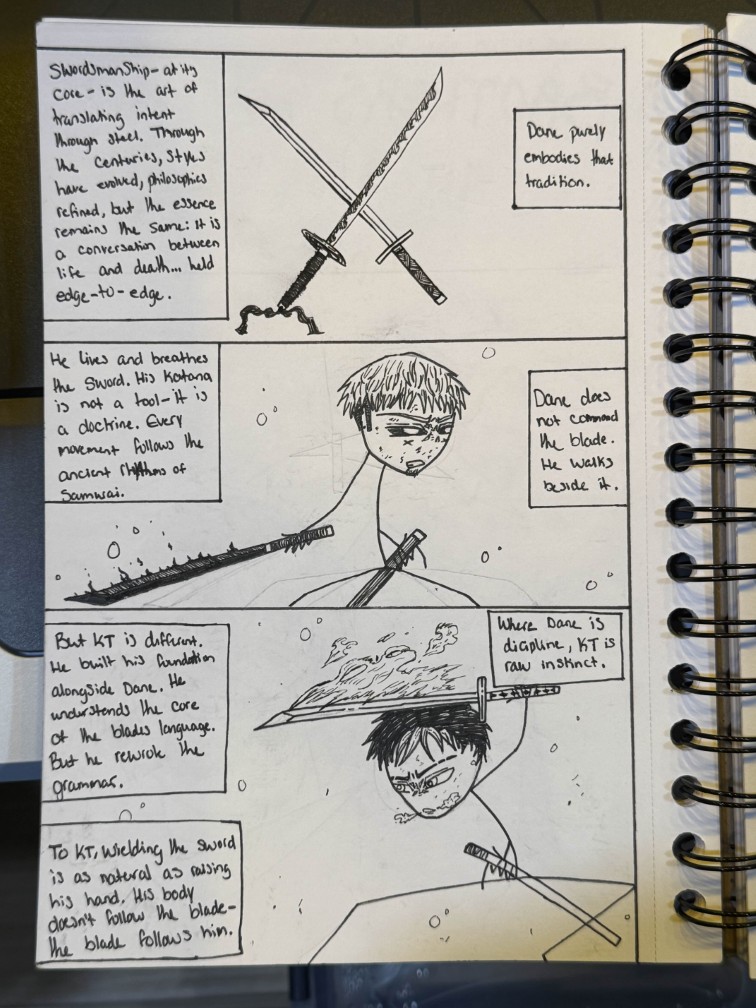 Swordsmanship- at its
core- is the art of
translating intent
through steel. Through
the centuries, styles
have evolved, philosophies
refined, but the essence
remains the same: it is
a conversation between
life and death... held
edge-to-edge.
Dane purely
embodies that
tradition.
He lives and breathes
the sword. His Katana
is not a tool- it is
a doctrine. Every
movement follows the
ancient rhythms of
Samurai.
Dane does
not command
the blade.
He walks
beside it.
But KT is different.
He built his foundation
alongside Dane. He
understands the core
of the blades language.
But he rewrote the
grammar.
Where Dane is
disipline, KT is
raw instinct.
To KT, wielding the sword
is as natural as raising
his hand. His body
doesn't follow the blade-
the blade follows him.